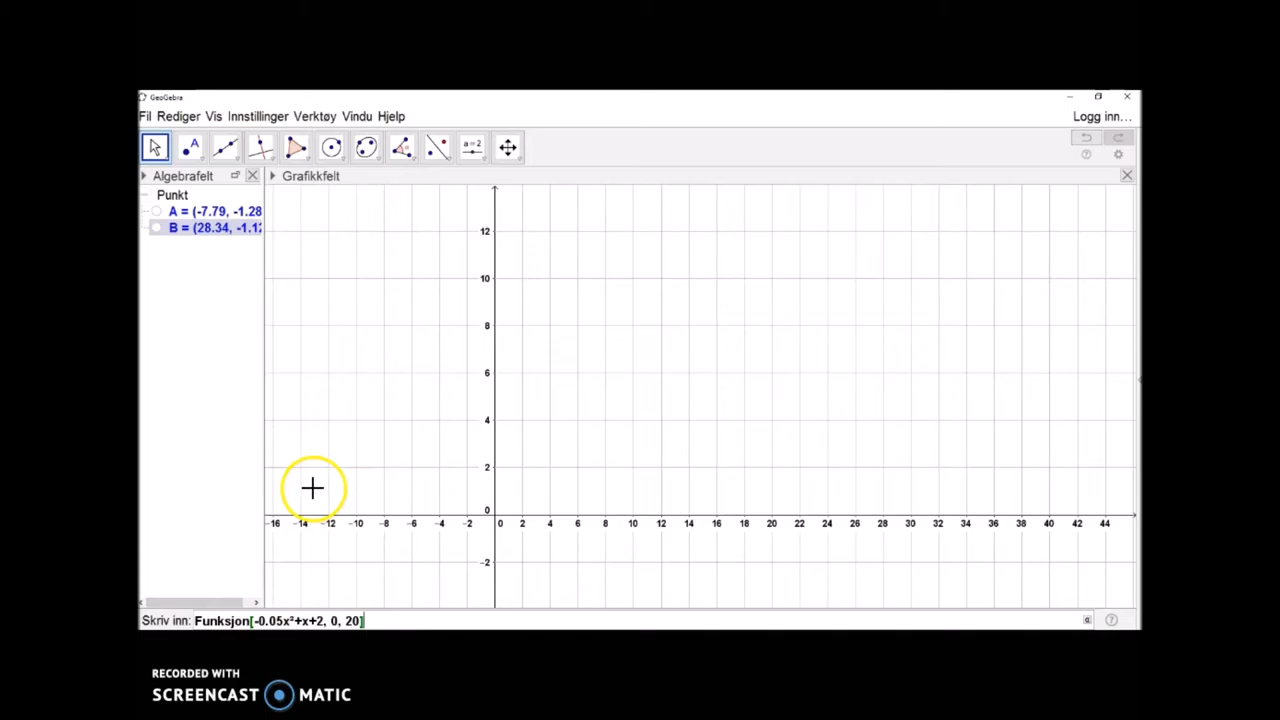 GeoGebra
Fil Rediger Vis Innstillinger Verktøy Vindu Hjelp
Logg inn...
A
a=2
Algebrafelt
Grafikkfelt
Punkt
A = (-7.79, -1.28
B = (28.34, -1.12
12
10
8
6
4
2
0
-2
-16 -14 -12 -10 -8 -6 -4 -2 0 2 4 6 8 10 12 14 16 18 20 22 24 26 28 30 32 34 36 38 40 42 44
Skriv inn: Funksjon[-0.05x²+x+2, 0, 20]
α
RECORDED WITH
SCREENCAST MATIC